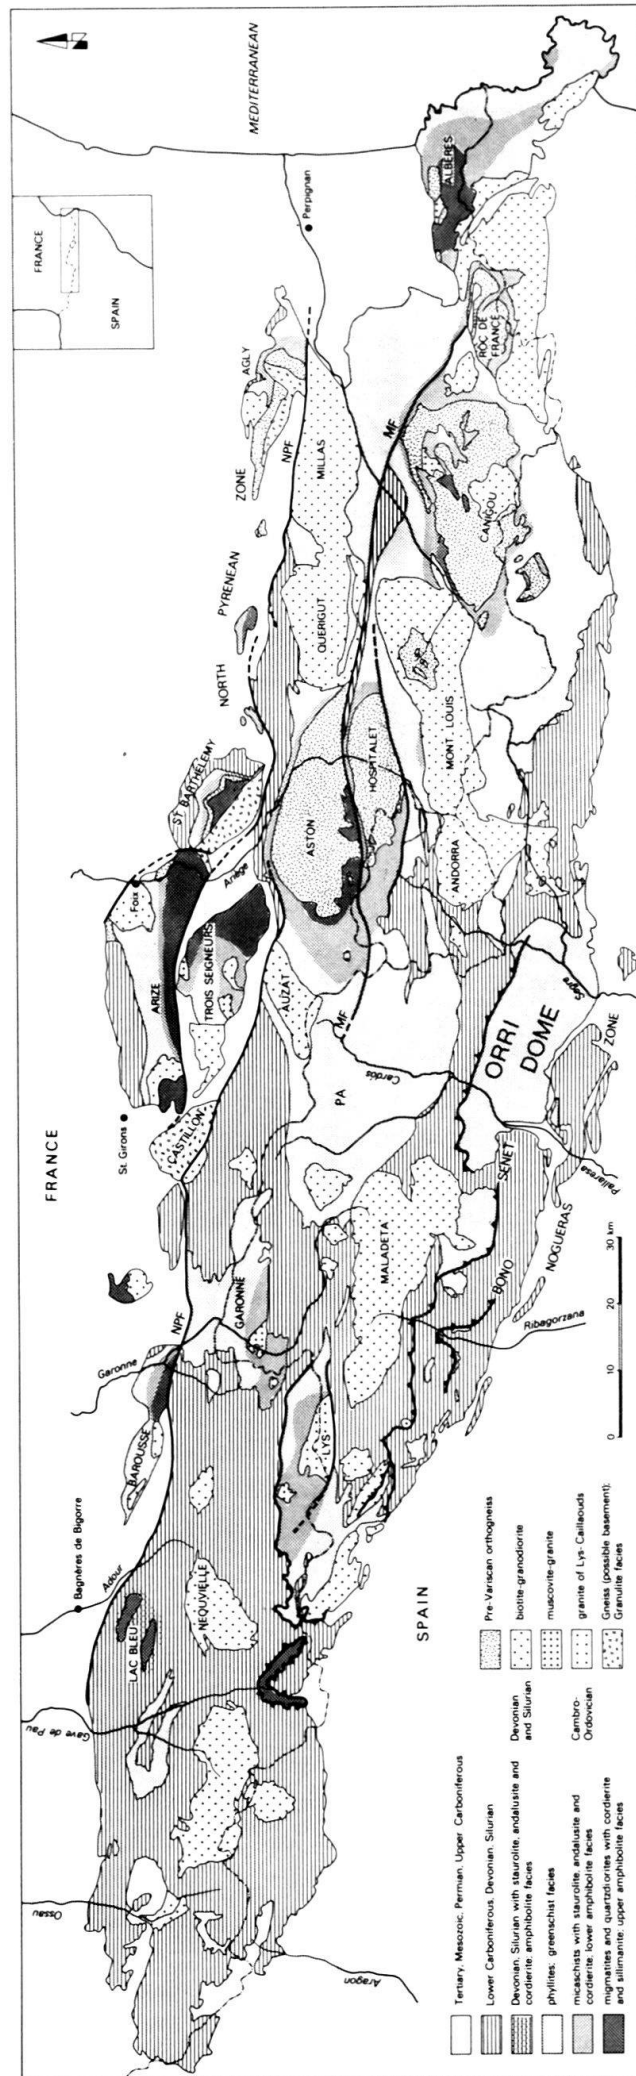 FRANCE
SPAIN
MEDITERRANEAN
Perpignan
ALBERES
ROC DE
FRANCE
AGLY
ZONE
NPF
MILLAS
MF
CANIGOU
PYRENEAN
QUERIGUT
NORTH
MONT LOUIS
ST BARTHELEMY
HOSPITALET
ASTON
ANDORRA
Foix
Ariège
ARIZE
TROIS SEIGNEURS
AUZAT
MF
Segre
ORRI
DOME
ZONE
FRANCE
St. Girons
CASTILLON
PA
Cardós
Pallaresa
SENET
NOGUERAS
BONO
MALADETA
Ribagorzana
GARONNE
NPF
Garonne
BAROUSSE
LYS
Bagnères de Bigorre
Adour
LAC BLEU
NEOUVIELLE
SPAIN
Gave de Pau
Ossau
Aragon
0 10 20 30 km
Tertiary, Mesozoic, Permian, Upper Carboniferous
Lower Carboniferous, Devonian, Silurian
Devonian, Silurian with staurolite, andalusite and
cordierite; amphibolite facies
Devonian
and Silurian
phyllites; greenschist facies
micaschists with staurolite, andalusite and
cordierite; lower amphibolite facies
Cambro-
Ordovician
migmatites and quartzdiorites with cordierite
and sillimanite; upper amphibolite facies
Pre-Variscan orthogneiss
biotite-granodiorite
muscovite-granite
granite of Lys-Caillaouds
Gneiss (possible basement);
Granulite facies